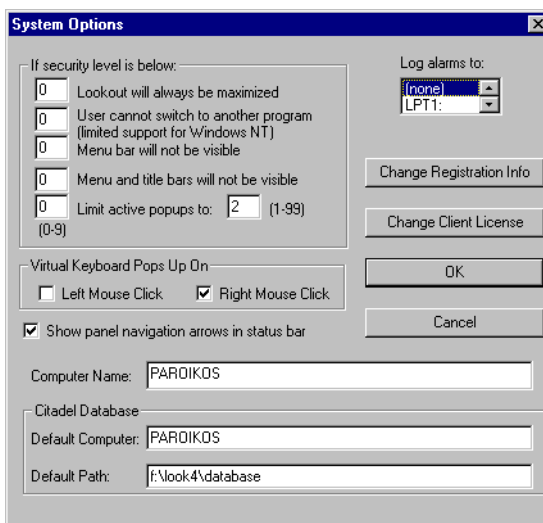 System Options
If security level is below:
0 Lookout will always be maximized
0 User cannot switch to another program
(limited support for Windows NT)
0 Menu bar will not be visible
0 Menu and title bars will not be visible
0 Limit active popups to: 2 (1-99)
(0-9)
Log alarms to:
(none)
LPT1:
Change Registration Info
Change Client License
OK
Cancel
Virtual Keyboard Pops Up On
Left Mouse Click Right Mouse Click
Show panel navigation arrows in status bar
Computer Name: PAROIKOS
Citadel Database
Default Computer: PAROIKOS
Default Path: f:\look4\database